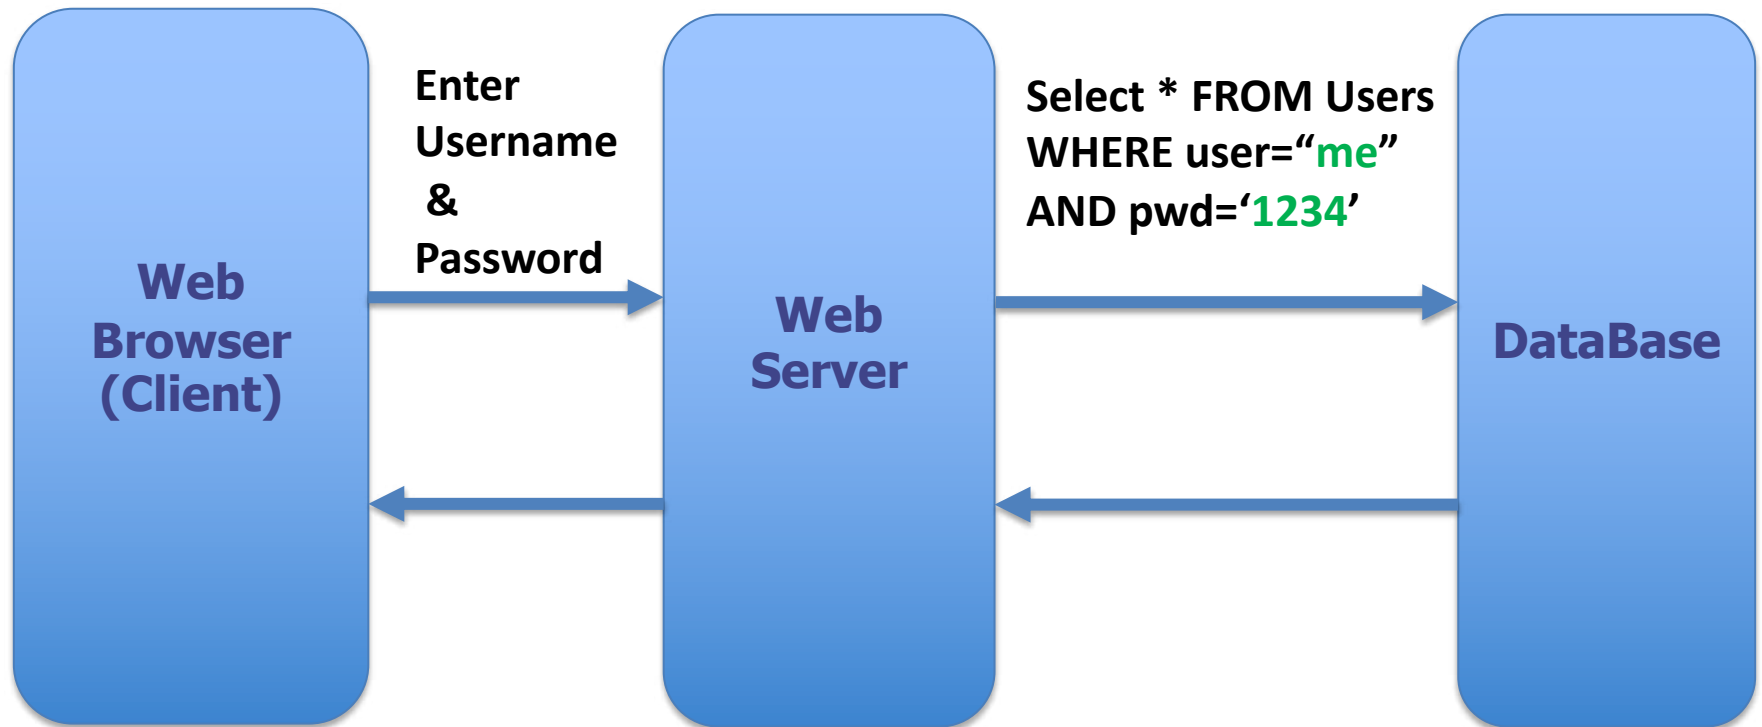 Web
Browser
(Client)
Enter
Username
&
Password
Web
Server
Select * FROM Users
WHERE user=“me”
AND pwd=‘1234’
DataBase